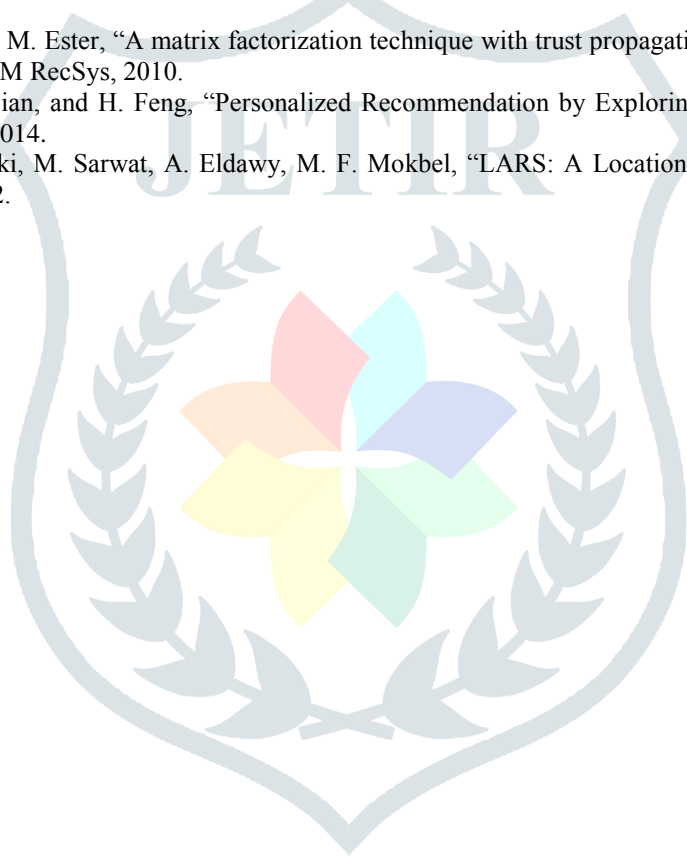 M. Ester, “A matrix factorization technique with trust propagati
M RecSys, 2010.
ian, and H. Feng, “Personalized Recommendation by Explorin
014.
ki, M. Sarwat, A. Eldawy, M. F. Mokbel, “LARS: A Location
2.
JETIR